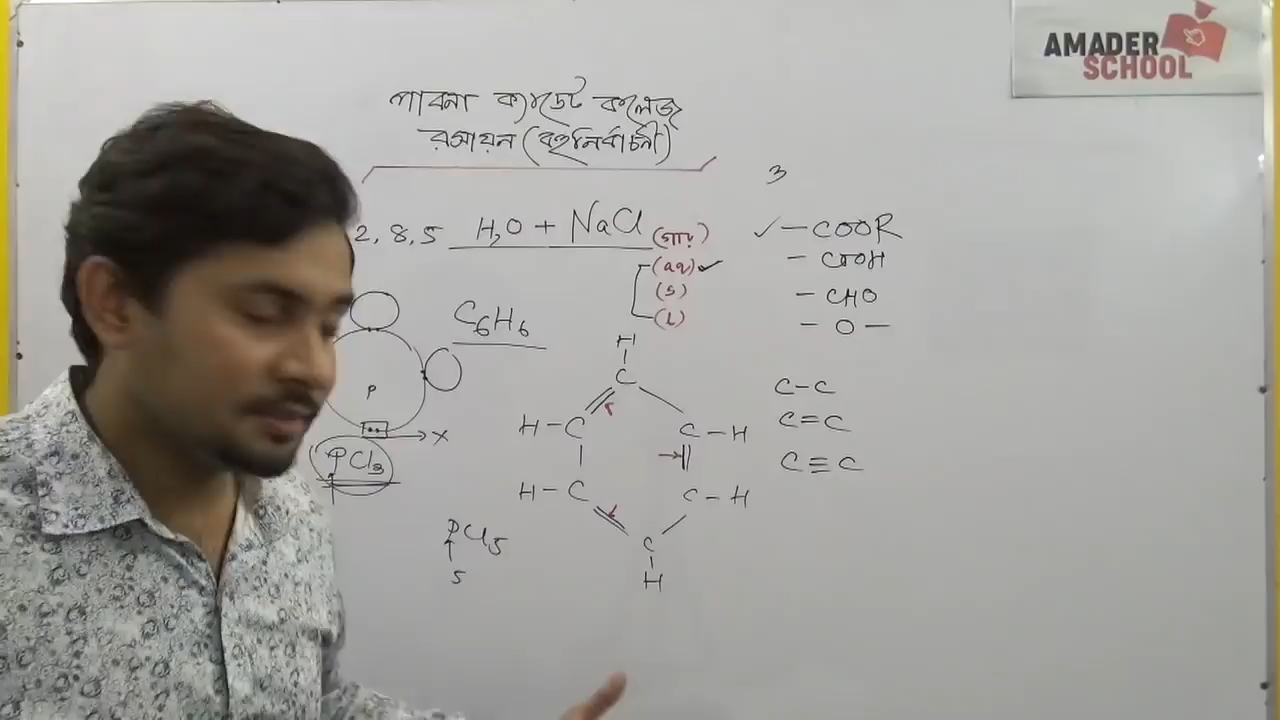 AMADER
SCHOOL
পাবনা ক্যাডেট কলেজ
রসায়ন (বহুনির্বাচনী)
3
2, 8, 5
H₂O + NaCl
(aq) ✓
(s)
(l)
✓ -COOR
- COOH
- CHO
- O -
C₆H₆
P
x
PCl₃
PCl₅
5
H
C
H-C
C-H
H-C
C-H
C
H
C-C
C=C
C≡C